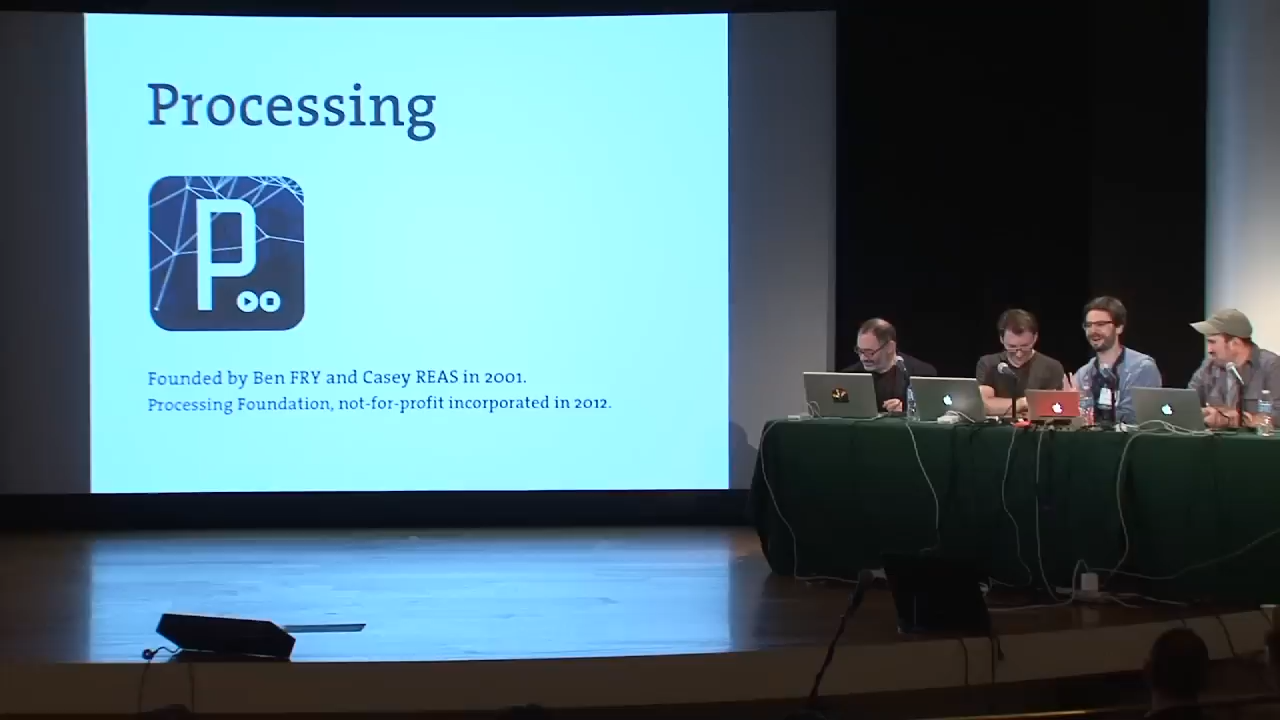 Processing
P
Founded by Ben FRY and Casey REAS in 2001.
Processing Foundation, not-for-profit incorporated in 2012.